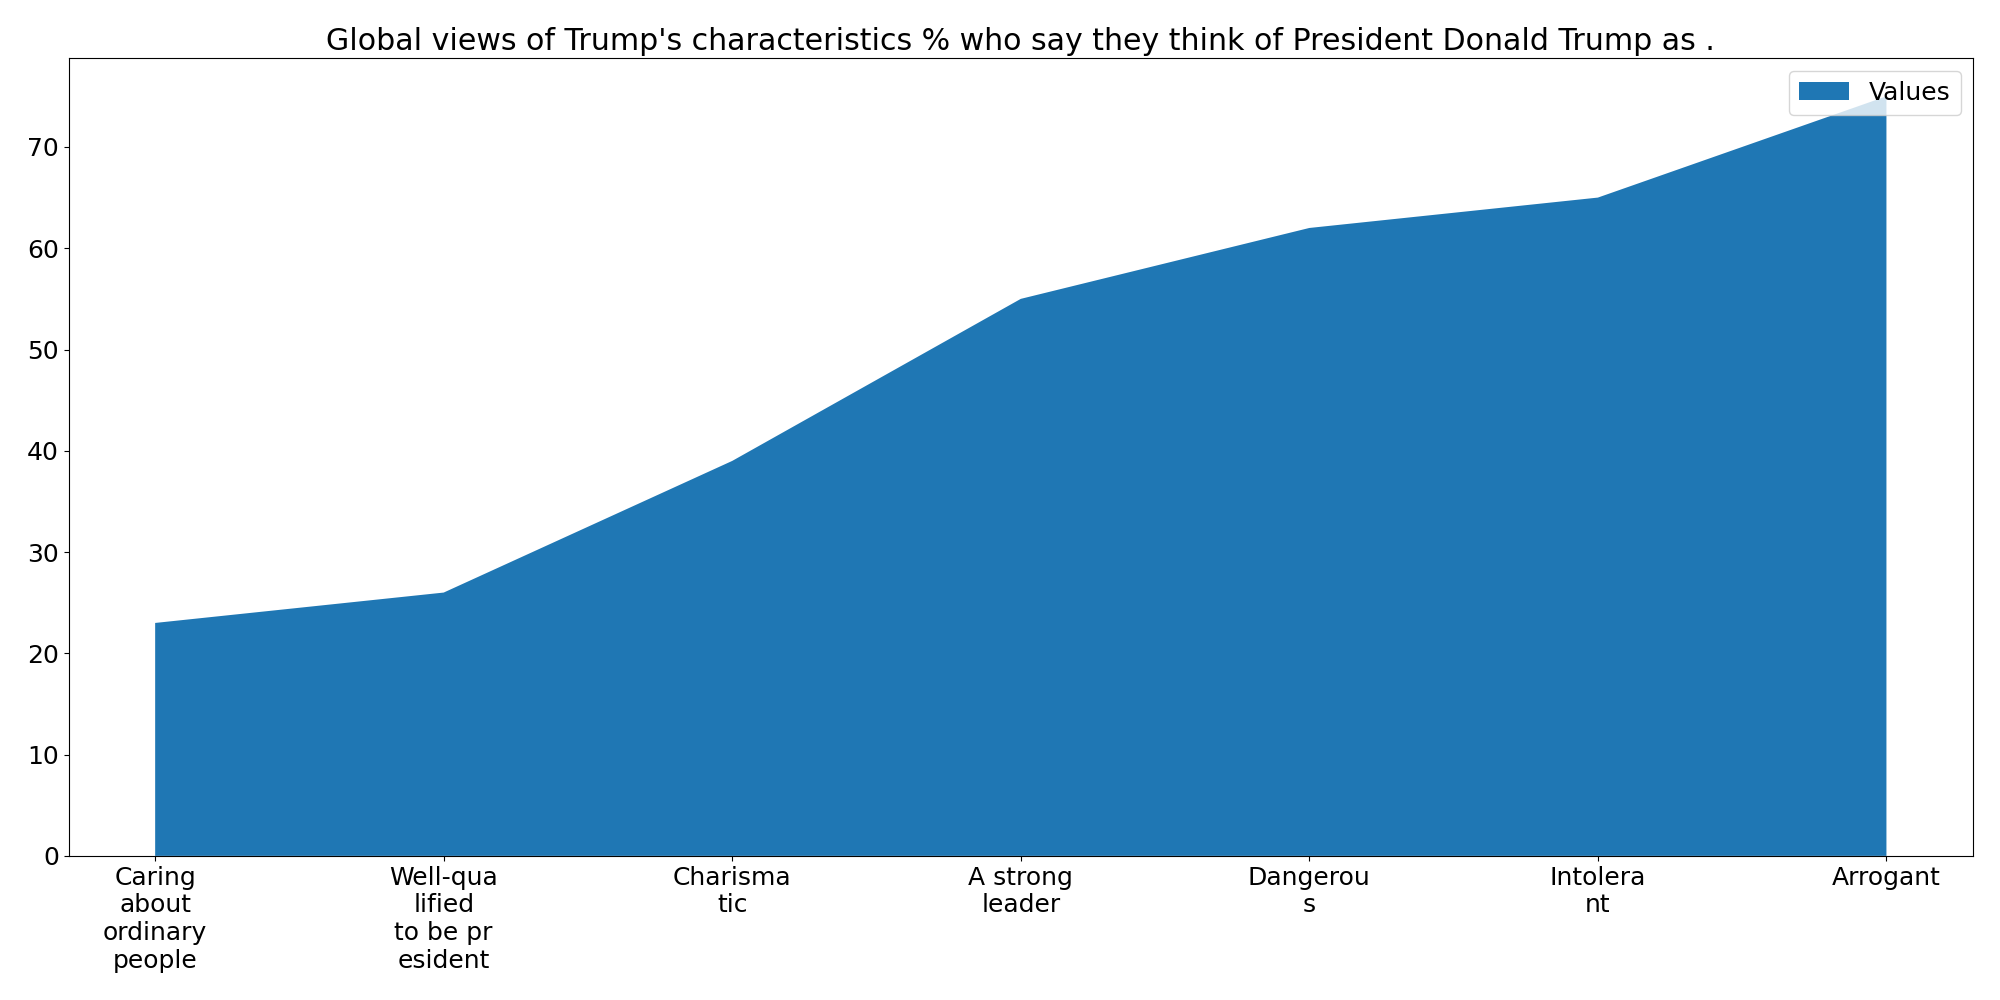 Global views of Trump's characteristics % who say they think of President Donald Trump as .
Values
70
60
50
40
30
20
10
0
Caring
about
ordinary
people
Well-qua
lified
to be pr
esident
Charisma
tic
A strong
leader
Dangerou
s
Intolera
nt
Arrogant